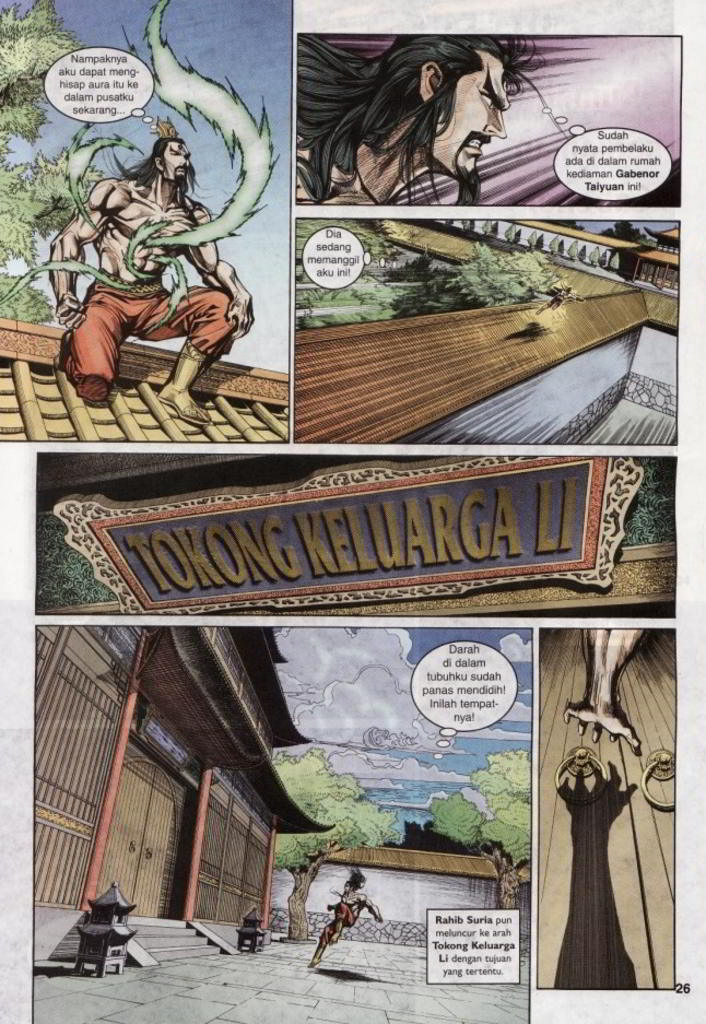 Nampaknya
aku dapat meng-
hisap aura itu ke
dalam pusatku
sekarang...
Sudah
nyata pembelaku
ada di dalam rumah
kediaman Gabenor
Taiyuan ini!
Dia
sedang
memanggil
aku ini!
TOKONG KELUARGA LI
Darah
di dalam
tubuhku sudah
panas mendidih!
Inilah tempat-
nya!
Rahib Suria pun
meluncur ke arah
Tokong Keluarga
Li dengan tujuan
yang tertentu.
26